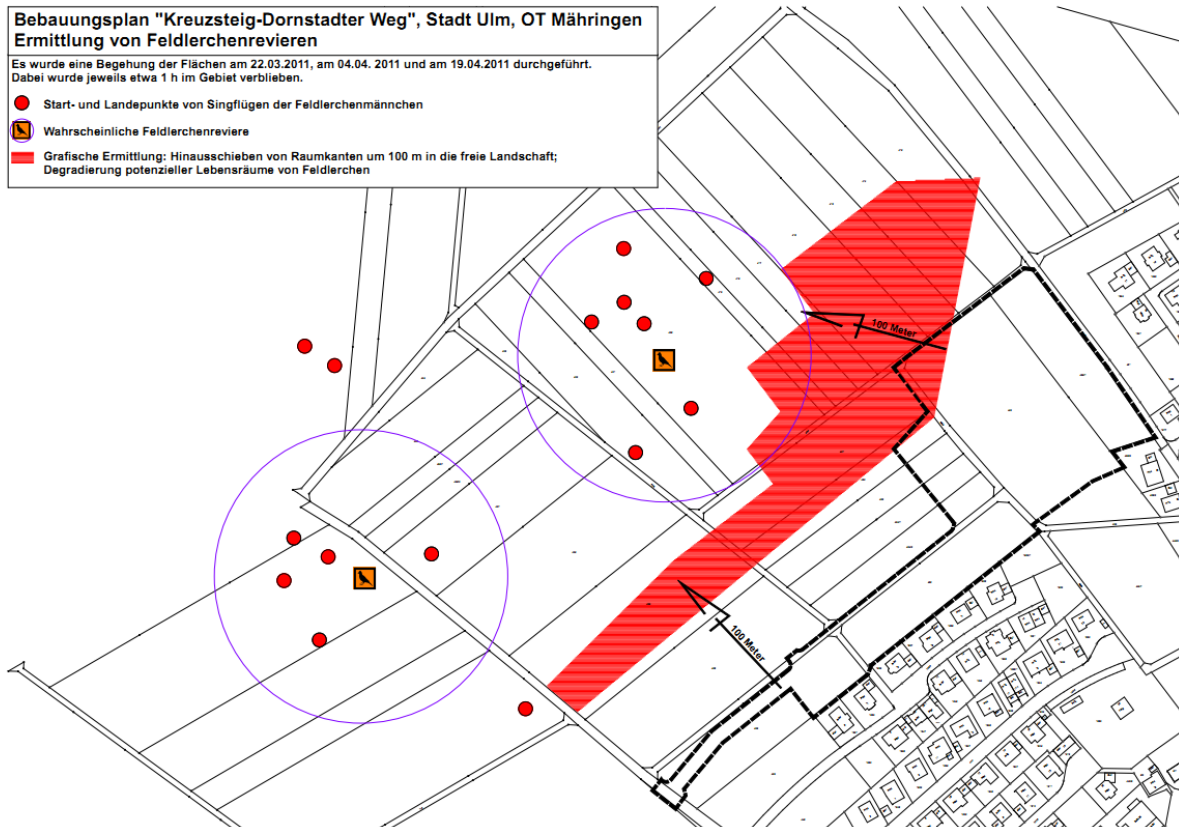 Bebauungsplan "Kreuzsteig-Dornstadter Weg", Stadt Ulm, OT Mähringen
Ermittlung von Feldlerchenrevieren
Es wurde eine Begehung der Flächen am 22.03.2011, am 04.04. 2011 und am 19.04.2011 durchgeführt.
Dabei wurde jeweils etwa 1 h im Gebiet verblieben.
Start- und Landepunkte von Singflügen der Feldlerchenmännchen
Wahrscheinliche Feldlerchenreviere
Grafische Ermittlung: Hinausschieben von Raumkanten um 100 m in die freie Landschaft;
Degradierung potenzieller Lebensräume von Feldlerchen
100 Meter
100 Meter